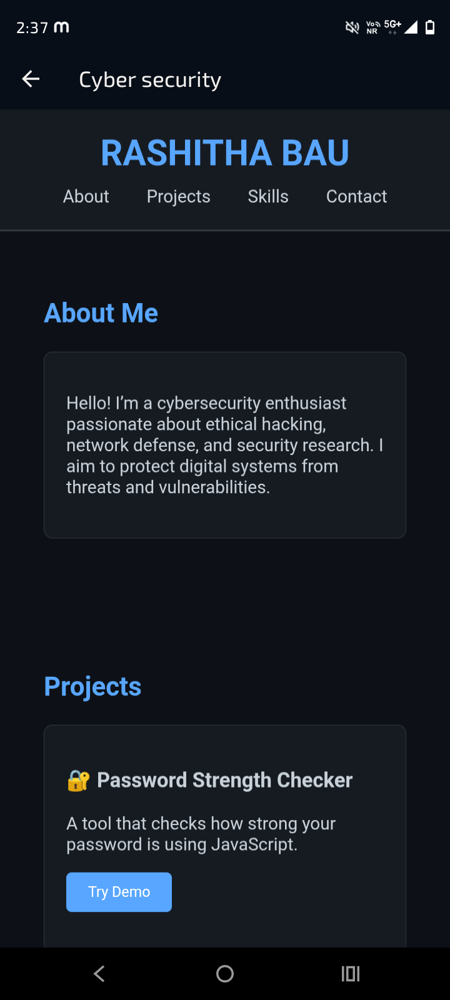 2:37 m
Vo NR 5G+
Cyber security
RASHITHA BAU
About Projects Skills Contact
About Me
Hello! I’m a cybersecurity enthusiast
passionate about ethical hacking,
network defense, and security research. I
aim to protect digital systems from
threats and vulnerabilities.
Projects
🔐 Password Strength Checker
A tool that checks how strong your
password is using JavaScript.
Try Demo